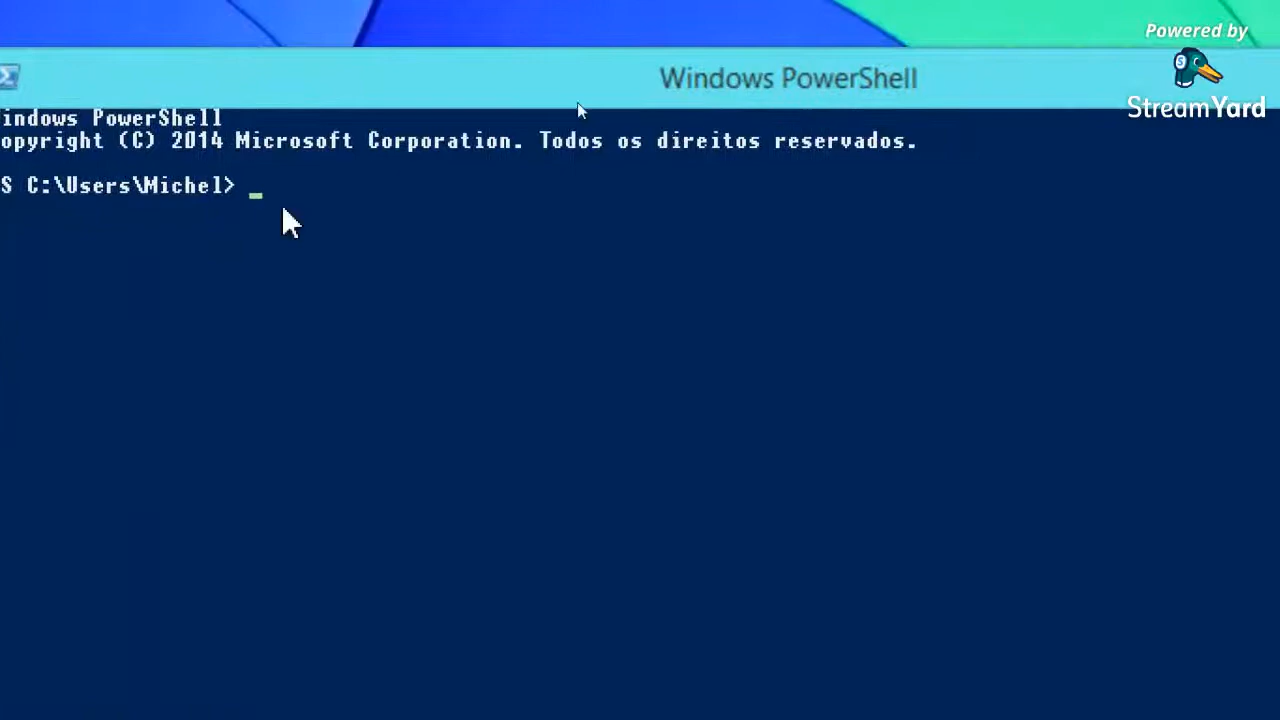 Powered by
StreamYard
Windows PowerShell
indows PowerShell
opyright (C) 2014 Microsoft Corporation. Todos os direitos reservados.
S C:\Users\Michel> _